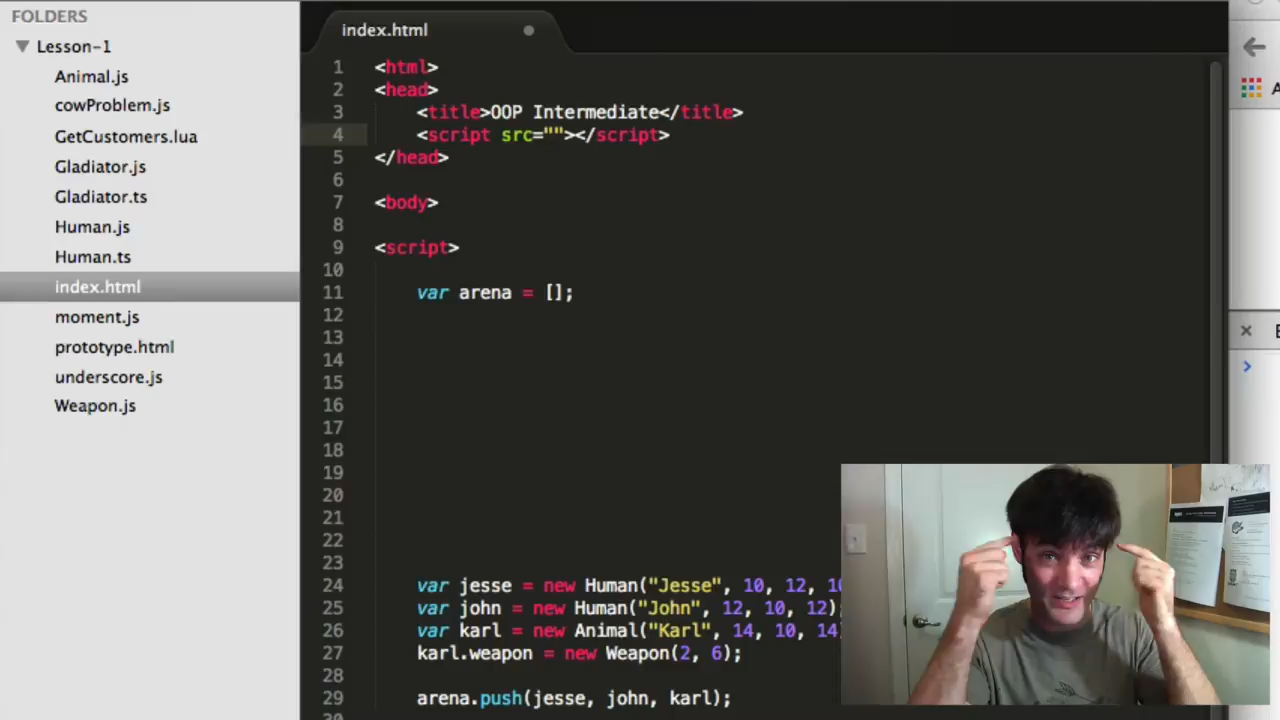 FOLDERS
Lesson-1
Animal.js
cowProblem.js
GetCustomers.lua
Gladiator.js
Gladiator.ts
Human.js
Human.ts
index.html
moment.js
prototype.html
underscore.js
Weapon.js
index.html
1 <html>
2 <head>
3 <title>OOP Intermediate</title>
4 <script src=""></script>
5 </head>
6
7 <body>
8
9 <script>
10
11 var arena = [];
12
13
14
15
16
17
18
19
20
21
22
23
24 var jesse = new Human("Jesse", 10, 12, 10
25 var john = new Human("John", 12, 10, 12);
26 var karl = new Animal("Karl", 14, 10, 14
27 karl.weapon = new Weapon(2, 6);
28
29 arena.push(jesse, john, karl);